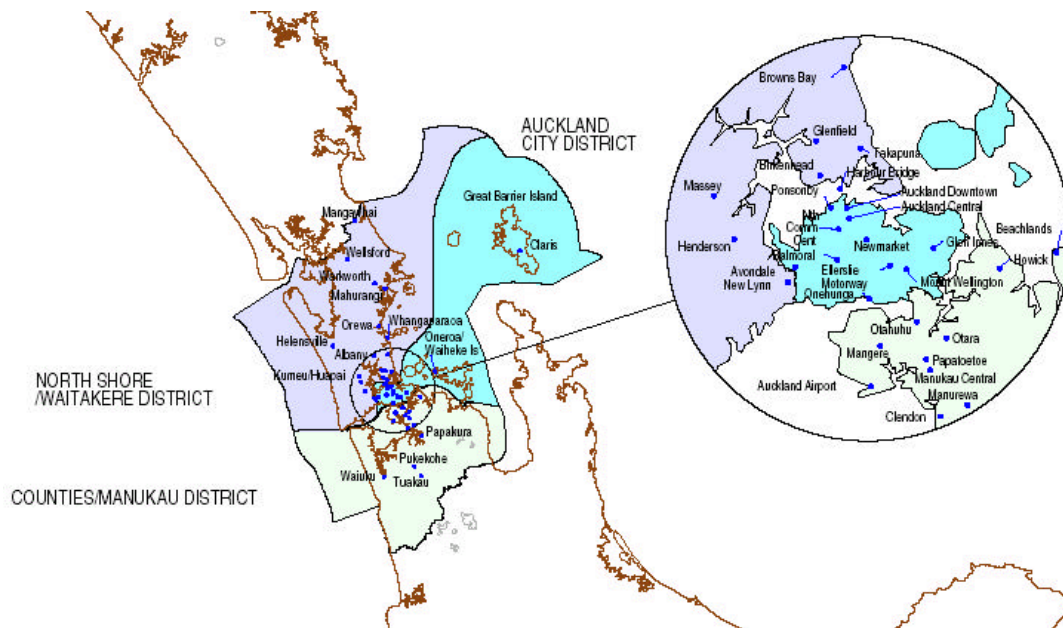 AUCKLAND
CITY DISTRICT
Great Barrier Island
Claris
Mangawhai
Wellsford
Warkworth
Mahurangi
Whangaparaoa
Orewa
Oneroa/
Waiheke Is
Helensville
Albany
Kumeu/Huapai
NORTH SHORE
/WAITAKERE DISTRICT
Papakura
Pukekohe
Waiuku
Tuakau
COUNTIES/MANUKAU DISTRICT
Browns Bay
Glenfield
Takapuna
Birkenhead
Harbour Bridge
Massey
Ponsonby
Auckland Downtown
Auckland Central
Nth
Comm
Cent
Beachlands
Henderson
Newmarket
Glen Innes
Howick
Balmoral
Avondale
Ellerslie
Motorway
Mount Wellington
New Lynn
Onehunga
Otahuhu
Otara
Mangere
Papatoetoe
Manukau Central
Auckland Airport
Manurewa
Clendon